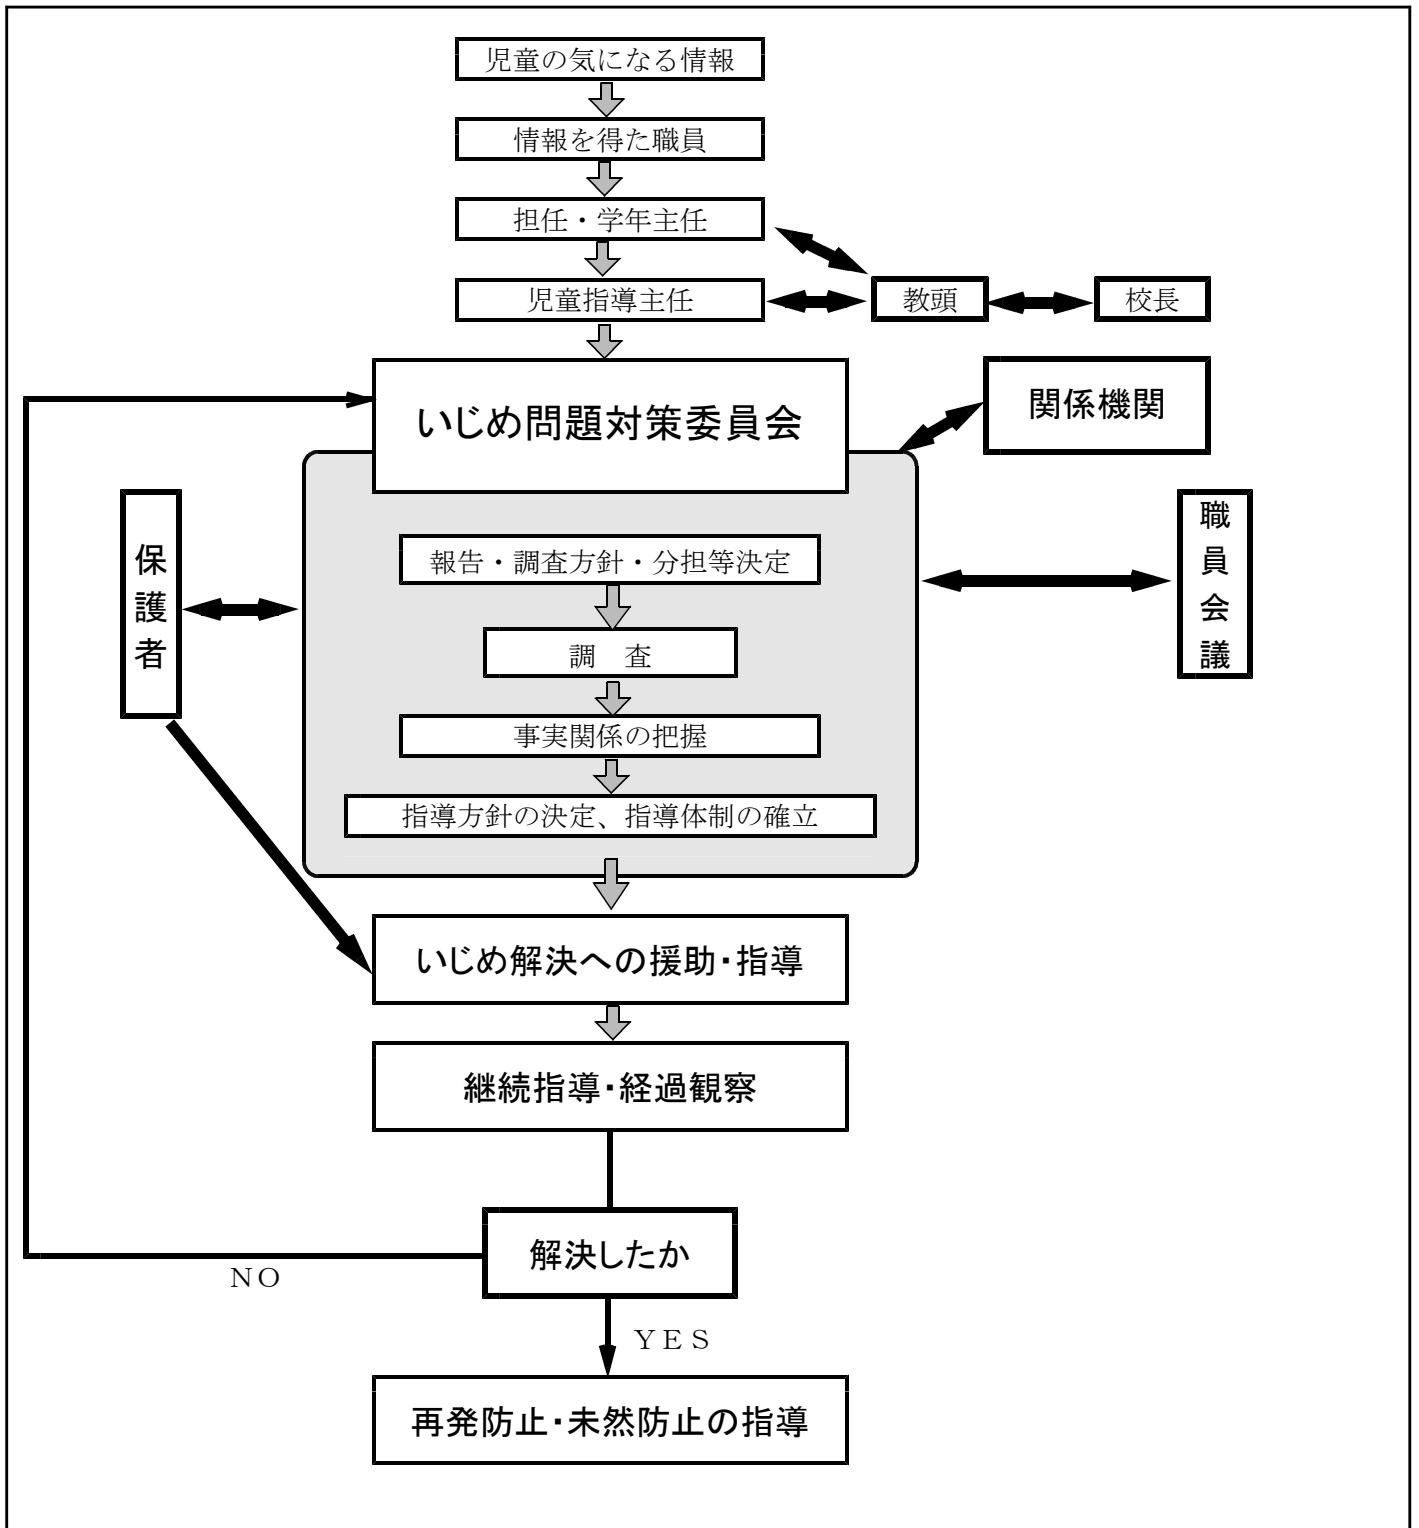 児童の気になる情報
情報を得た職員
担任・学年主任
児童指導主任
教頭
校長
いじめ問題対策委員会
関係機関
保護者
職員会議
報告・調査方針・分担等決定
調　査
事実関係の把握
指導方針の決定、指導体制の確立
いじめ解決への援助・指導
継続指導・経過観察
解決したか
ＮＯ
ＹＥＳ
再発防止・未然防止の指導